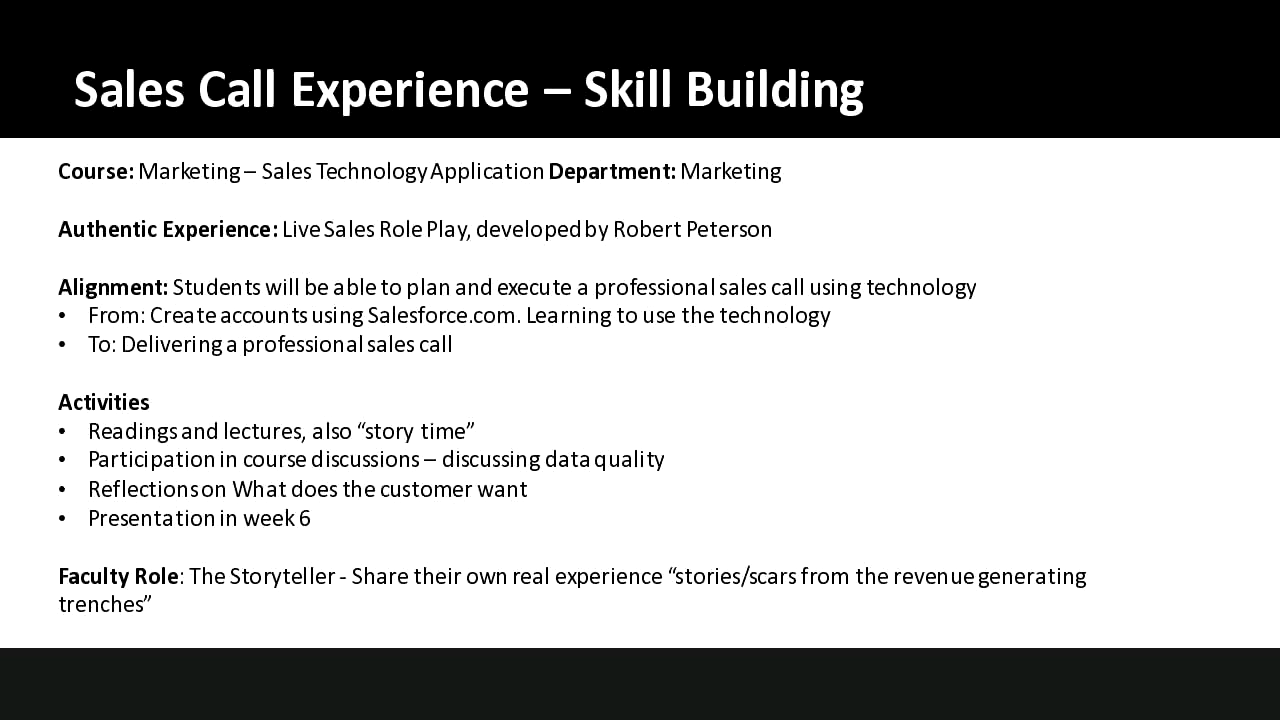 Sales Call Experience – Skill Building
Course: Marketing – Sales Technology Application Department: Marketing
Authentic Experience: Live Sales Role Play, developed by Robert Peterson
Alignment: Students will be able to plan and execute a professional sales call using technology
• From: Create accounts using Salesforce.com. Learning to use the technology
• To: Delivering a professional sales call
Activities
• Readings and lectures, also “story time”
• Participation in course discussions – discussing data quality
• Reflections on What does the customer want
• Presentation in week 6
Faculty Role: The Storyteller - Share their own real experience “stories/scars from the revenue generating
trenches”